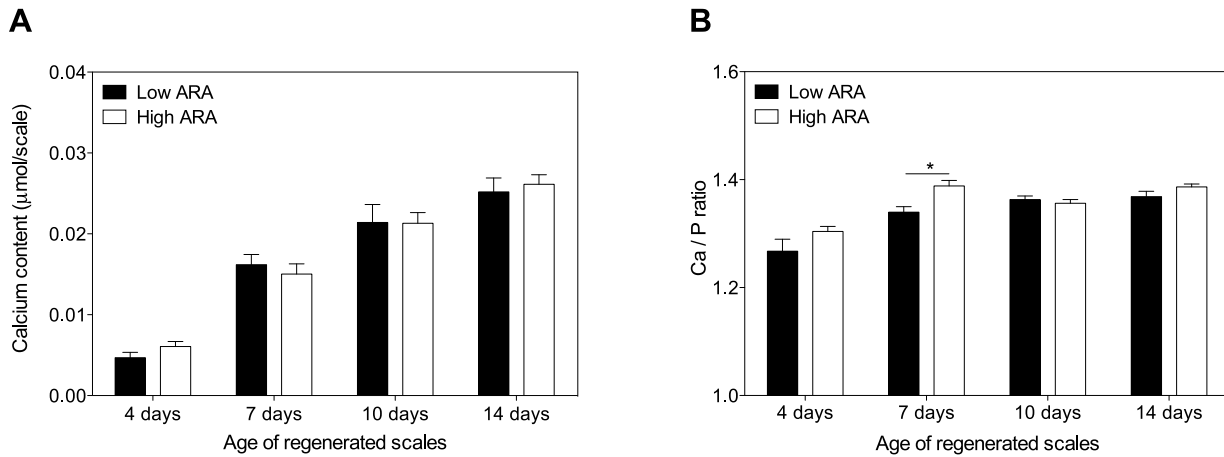 A
Calcium content (μmol/scale)
0.04
0.03
0.02
0.01
0.00
Low ARA
High ARA
4 days
7 days
10 days
14 days
Age of regenerated scales
B
Ca / P ratio
1.6
1.4
1.2
1.0
Low ARA
High ARA
*
4 days
7 days
10 days
14 days
Age of regenerated scales